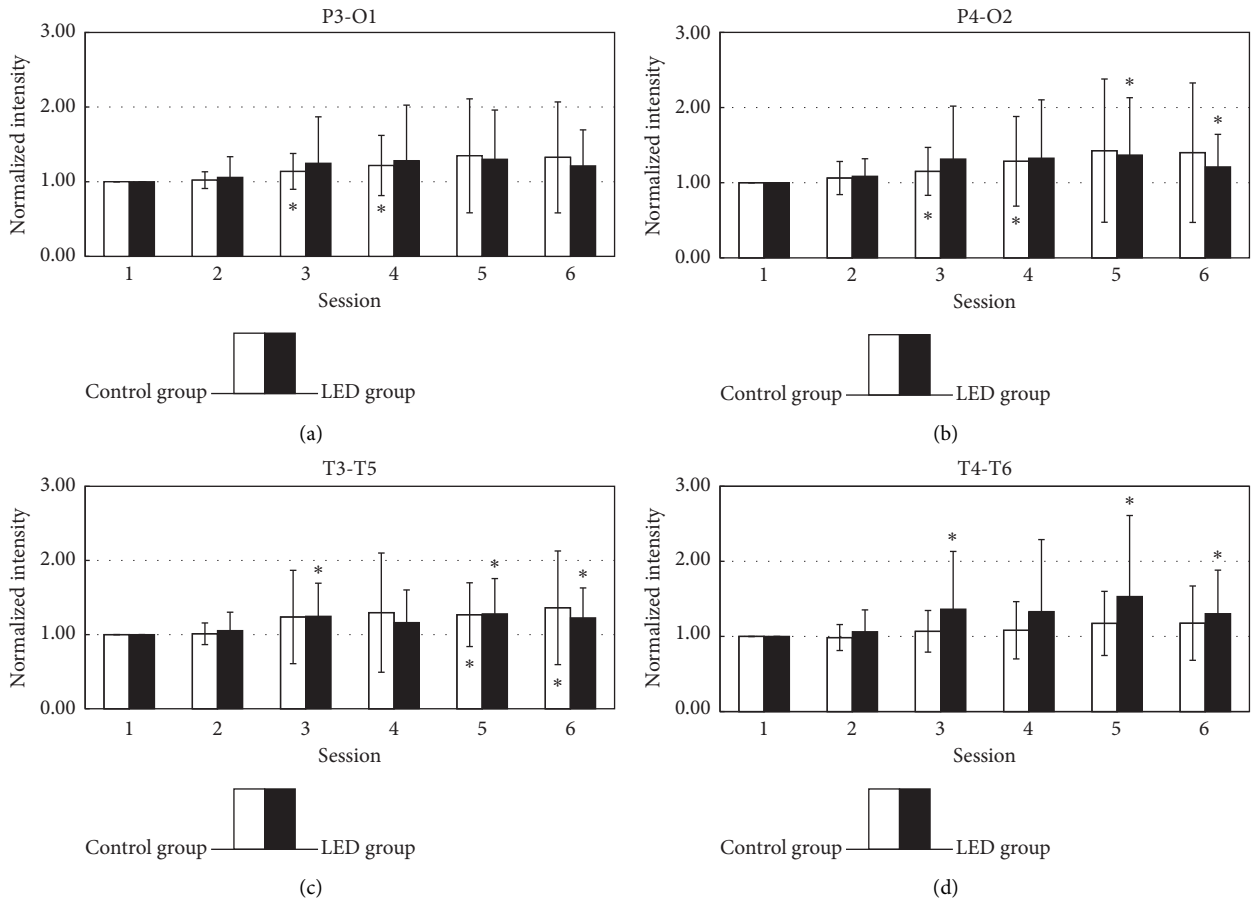 P3-O1
3.00
2.00
1.00
0.00
Normalized intensity
* *
1 2 3 4 5 6
Session
Control group LED group
(a)
P4-O2
3.00
2.00
1.00
0.00
Normalized intensity
* *
* *
1 2 3 4 5 6
Session
Control group LED group
(b)
T3-T5
3.00
2.00
1.00
0.00
Normalized intensity
* * *
* *
1 2 3 4 5 6
Session
Control group LED group
(c)
T4-T6
3.00
2.00
1.00
0.00
Normalized intensity
* * *
1 2 3 4 5 6
Session
Control group LED group
(d)